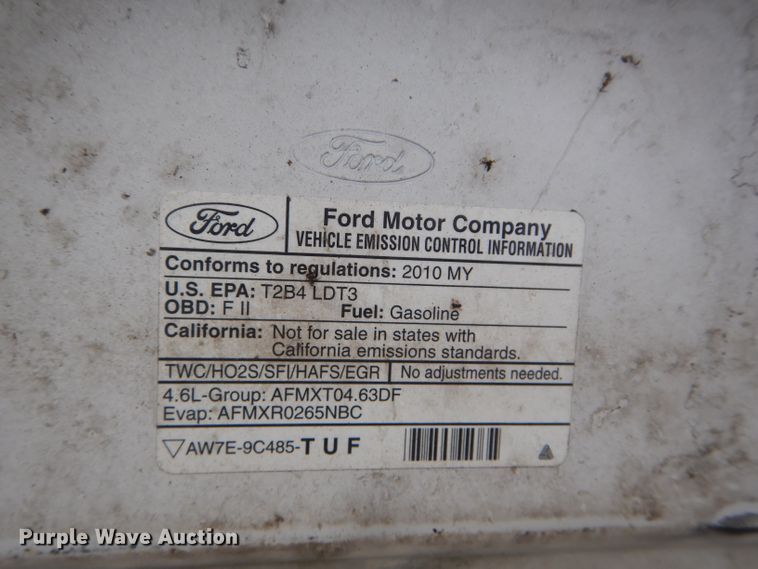 Ford
Ford
Ford Motor Company
VEHICLE EMISSION CONTROL INFORMATION
Conforms to regulations: 2010 MY
U.S. EPA: T2B4 LDT3
OBD: F II Fuel: Gasoline
California: Not for sale in states with
California emissions standards.
TWC/HO2S/SFI/HAFS/EGR No adjustments needed.
4.6L-Group: AFMXT04.63DF
Evap: AFMXR0265NBC
AW7E-9C485-TUF
Purple Wave Auction